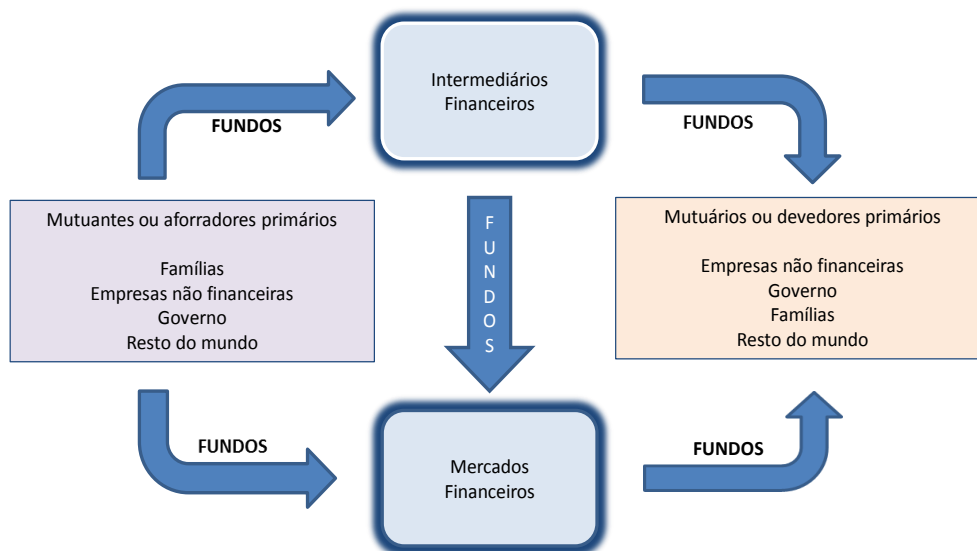 Intermediários
Financeiros
FUNDOS
FUNDOS
Mutuantes ou aforradores primários
Famílias
Empresas não financeiras
Governo
Resto do mundo
FUNDOS
Mutuários ou devedores primários
Empresas não financeiras
Governo
Famílias
Resto do mundo
FUNDOS
Mercados
Financeiros
FUNDOS